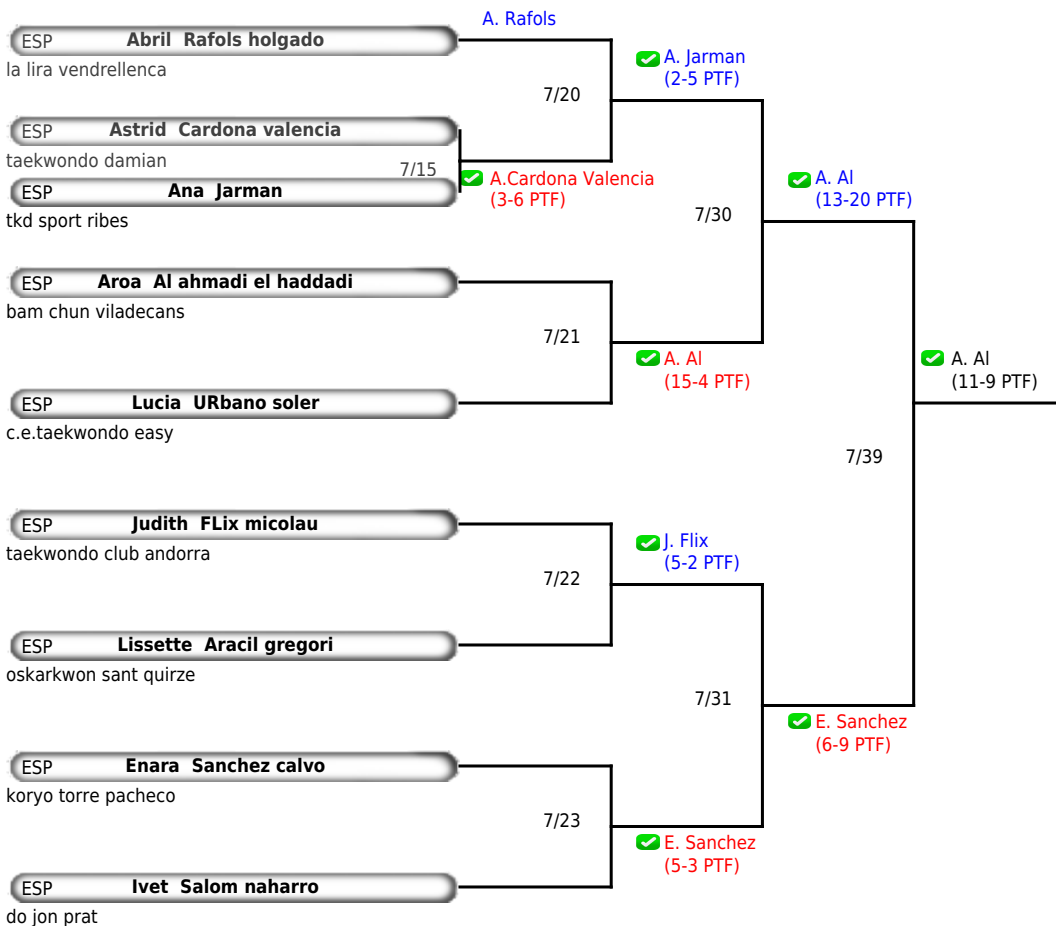 A. Rafols
ESP Abril Rafols holgado
la lira vendrellenca
A. Jarman
(2-5 PTF)
7/20
ESP Astrid Cardona valencia
taekwondo damian
7/15
A.Cardona Valencia
(3-6 PTF)
ESP Ana Jarman
tkd sport ribes
A. Al
(13-20 PTF)
7/30
ESP Aroa Al ahmadi el haddadi
bam chun viladecans
7/21
A. Al
(15-4 PTF)
A. Al
(11-9 PTF)
ESP Lucia URbano soler
c.e.taekwondo easy
7/39
ESP Judith FLix micolau
taekwondo club andorra
J. Flix
(5-2 PTF)
7/22
ESP Lissette Aracil gregori
oskarkwon sant quirze
7/31
E. Sanchez
(6-9 PTF)
ESP Enara Sanchez calvo
koryo torre pacheco
7/23
E. Sanchez
(5-3 PTF)
ESP Ivet Salom naharro
do jon prat